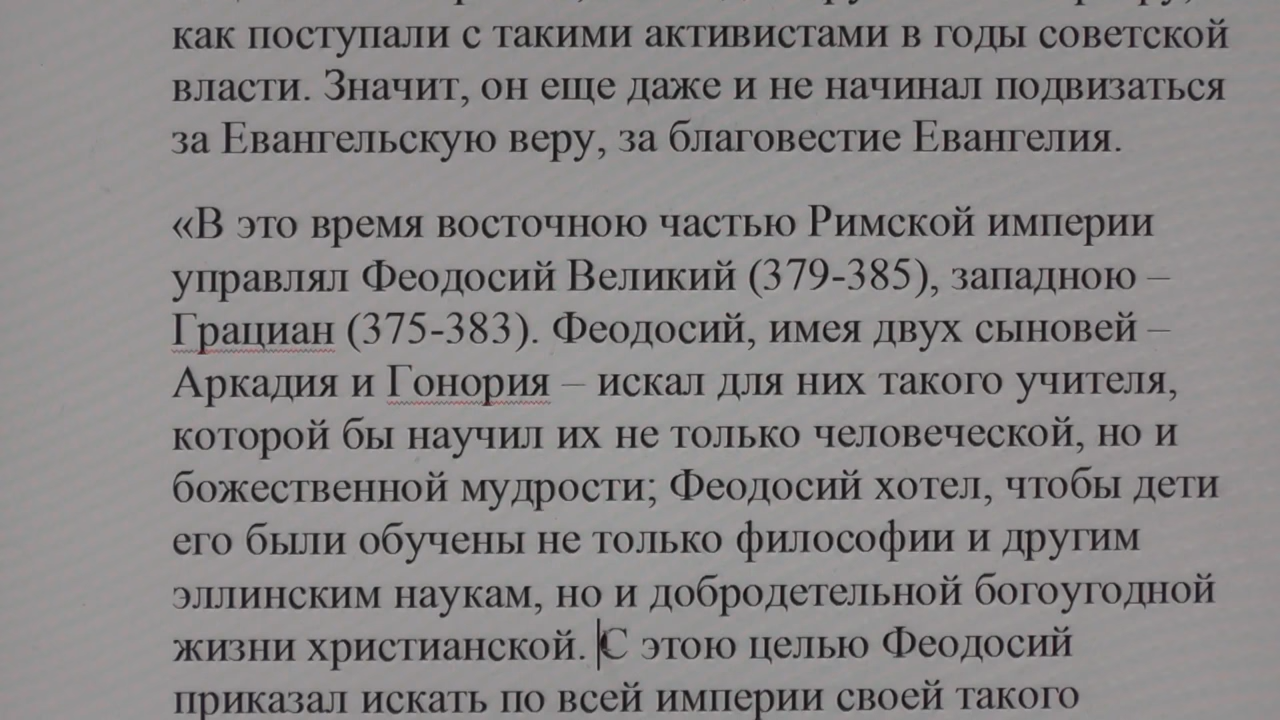 как поступали с такими активистами в годы советской
власти. Значит, он еще даже и не начинал подвизаться
за Евангельскую веру, за благовестие Евангелия.
«В это время восточною частью Римской империи
управлял Феодосий Великий (379-385), западною –
Грациан (375-383). Феодосий, имея двух сыновей –
Аркадия и Гонория – искал для них такого учителя,
которой бы научил их не только человеческой, но и
божественной мудрости; Феодосий хотел, чтобы дети
его были обучены не только философии и другим
эллинским наукам, но и добродетельной богоугодной
жизни христианской. С этою целью Феодосий
приказал искать по всей империи своей такого